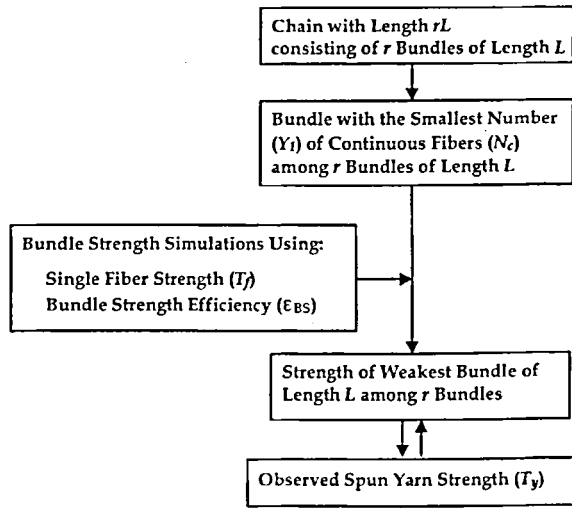 Chain with Length rL
consisting of r Bundles of Length L
Bundle with the Smallest Number
(Y1) of Continuous Fibers (Nc)
among r Bundles of Length L
Bundle Strength Simulations Using:
Single Fiber Strength (Tf)
Bundle Strength Efficiency (εBS)
Strength of Weakest Bundle of
Length L among r Bundles
Observed Spun Yarn Strength (Ty)